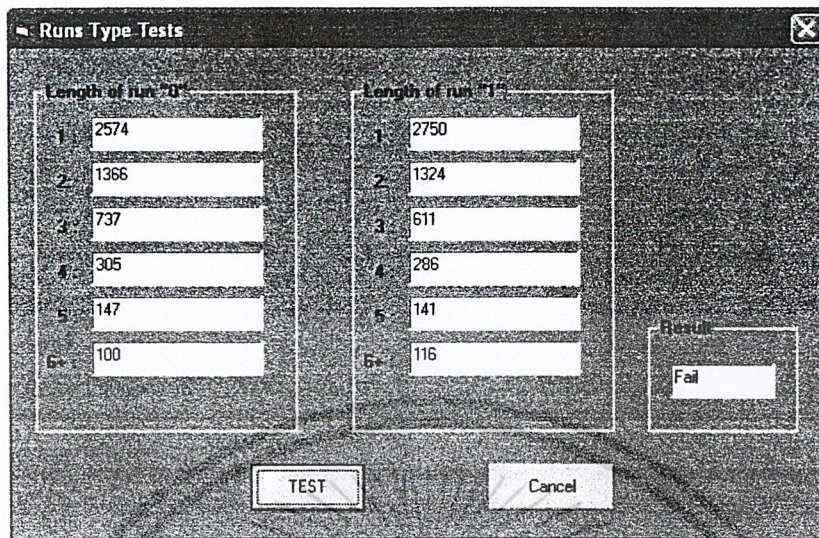 Runs Type Tests
Length of run "0"
1 : 2574
2. 1366
3 : 737
4 : 305
5 : 147
6+ : 100
Length of run "1"
1 : 2750
2. 1324
3 : 611
4 : 286
5 : 141
6+ : 116
Result
Fail
TEST
Cancel